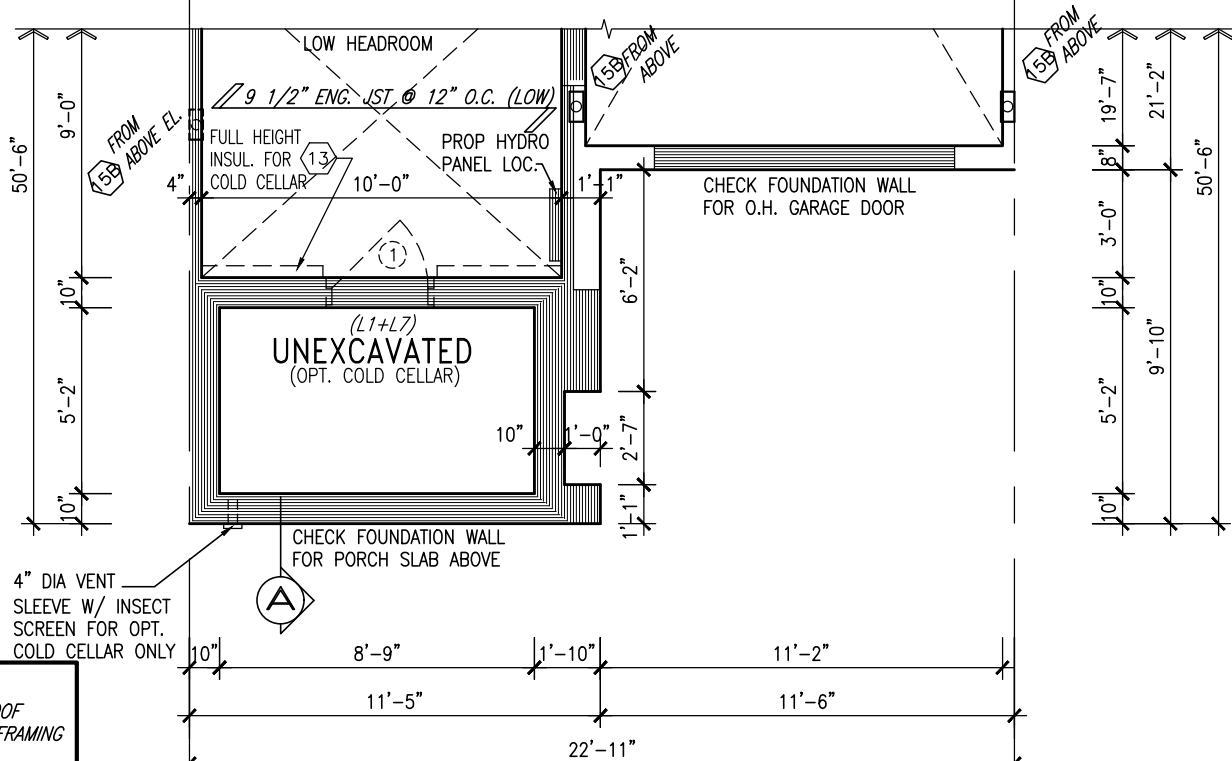 LOW HEADROOM
9 1/2" ENG. JST @ 12" O.C. (LOW)
FULL HEIGHT
INSUL. FOR
COLD CELLAR
13
PROP HYDRO
PANEL LOC.
15B
FROM
ABOVE EL.
15B
FROM
ABOVE
15B
FROM
ABOVE
50'-6"
9'-0"
10"
5'-2"
10"
4"
10'-0"
1'-1"
1
CHECK FOUNDATION WALL
FOR O.H. GARAGE DOOR
(L1+L7)
UNEXCAVATED
(OPT. COLD CELLAR)
6'-2"
10"
1'-0"
2'-7"
1'-1"
19'-7"
8"
3'-0"
10"
5'-2"
10"
21'-2"
9'-10"
50'-6"
CHECK FOUNDATION WALL
FOR PORCH SLAB ABOVE
4" DIA VENT
SLEEVE W/ INSECT
SCREEN FOR OPT.
COLD CELLAR ONLY
A
10"
8'-9"
1'-10"
11'-2"
11'-5"
11'-6"
22'-11"
FRAMING